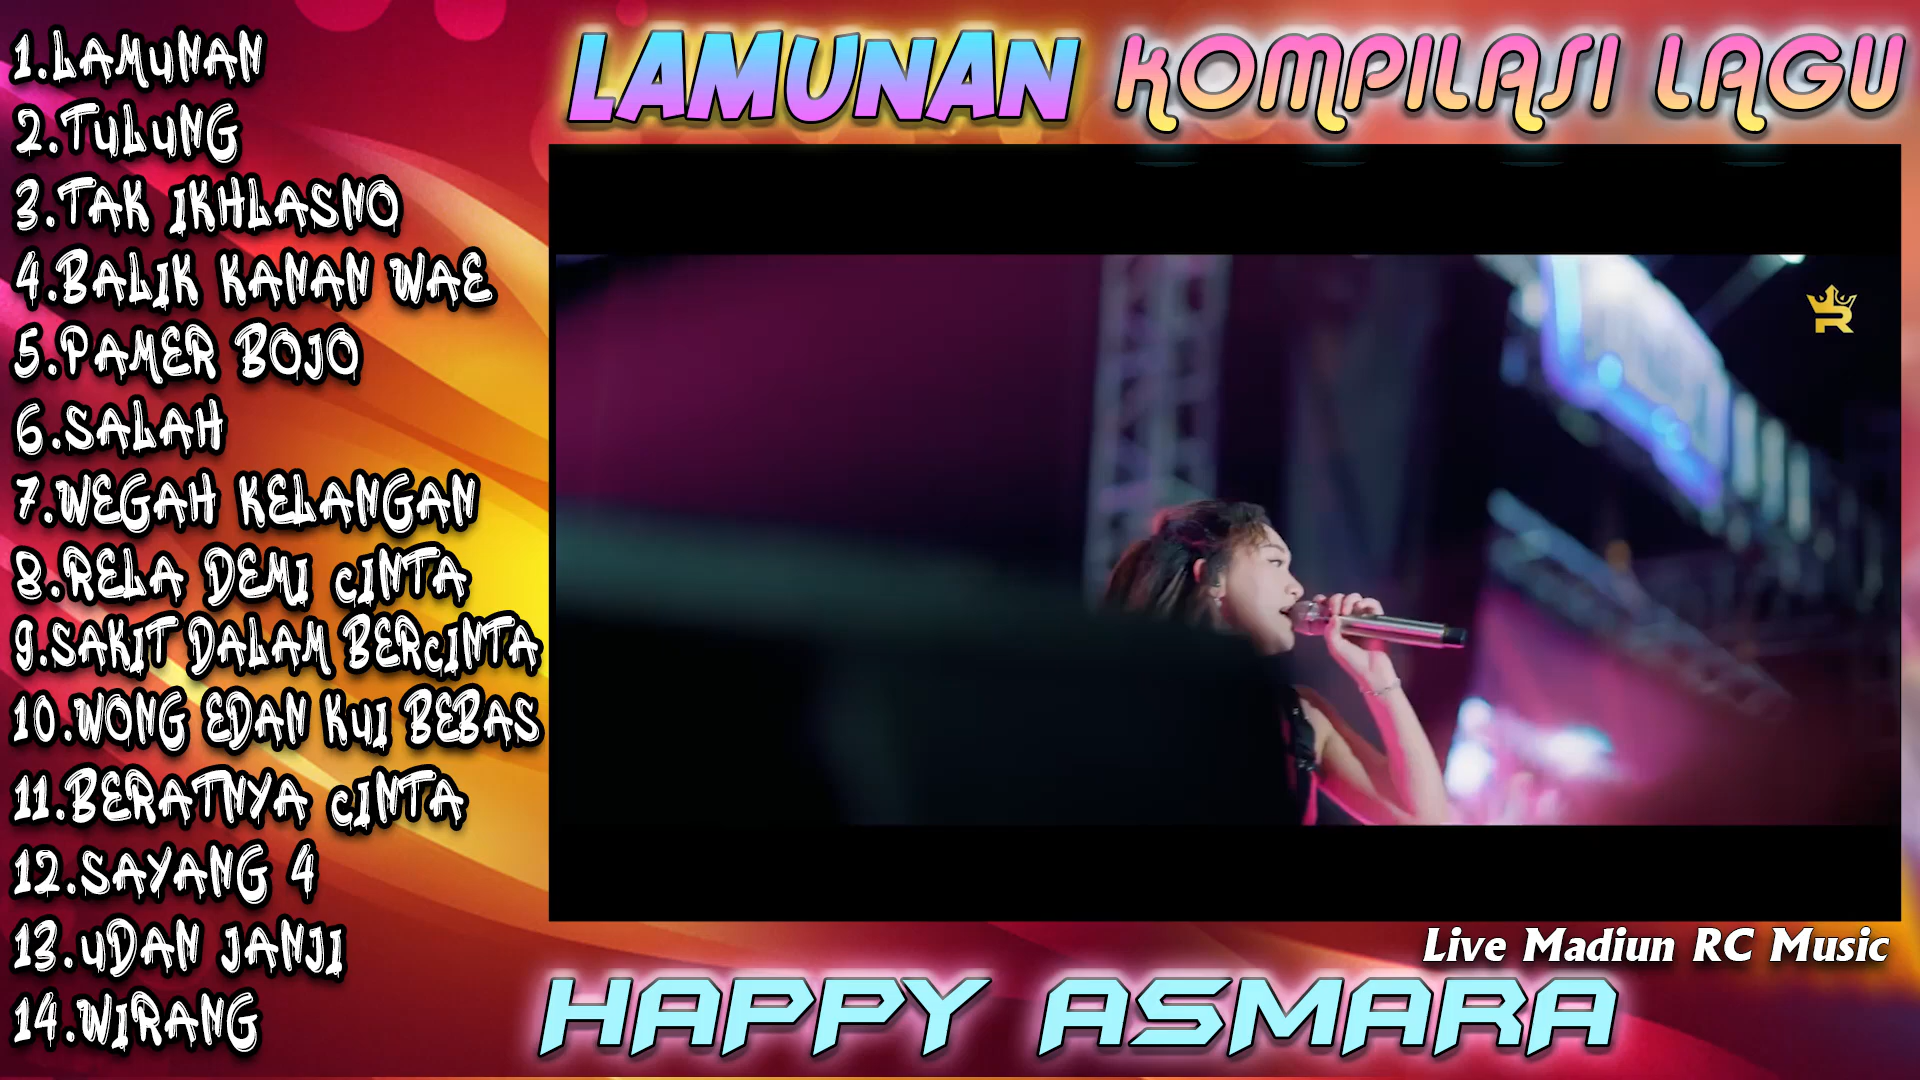 LAMUNAN KOMPILASI LAGU
1.LAMUNAN
2.TULUNG
3.TAK IKHLASNO
4.BALIK KANAN WAE
5.PAMER BOJO
6.SALAH
7.WEGAH KELANGAN
8.RELA DEMI CINTA
9.SAKIT DALAM BERCINTA
10.WONG EDAN KUI BEBAS
11.BERATNYA CINTA
12.SAYANG 4
13.UDAN JANJI
14.WIRANG
R
Live Madiun RC Music
HAPPY ASMARA